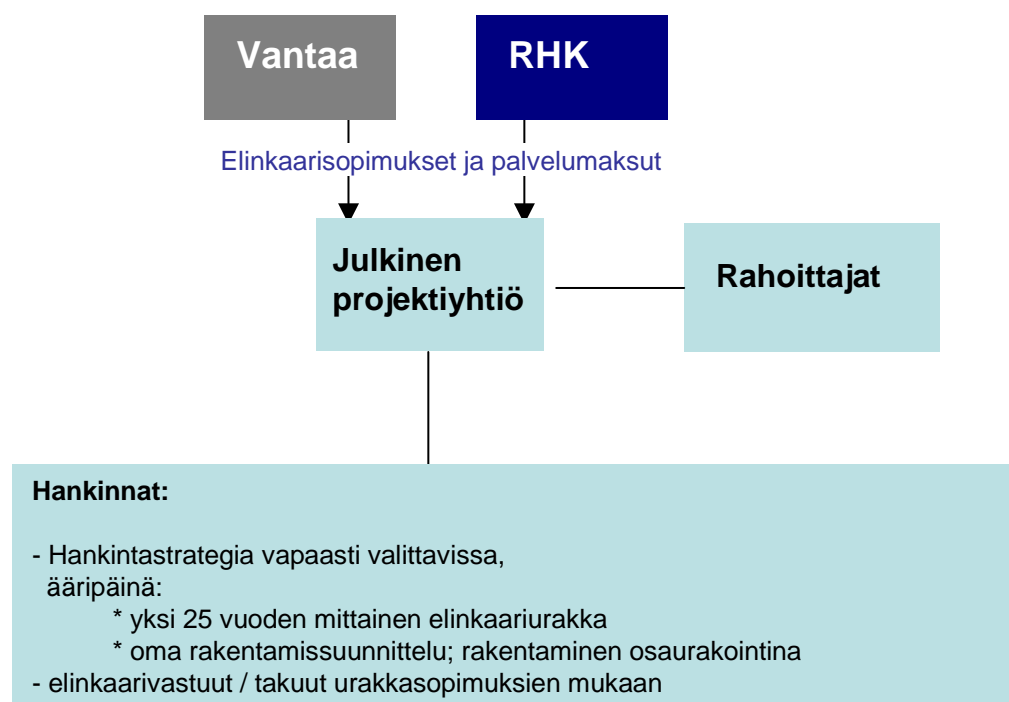 Vantaa
RHK
Elinkaarisopimukset ja palvelumaksut
Julkinen
projektiyhtiö
Rahoittajat
Hankinnat:
- Hankintastrategia vapaasti valittavissa,
ääripäinä:
* yksi 25 vuoden mittainen elinkaariurakka
* oma rakentamissuunnittelu; rakentaminen osaurakointina
- elinkaarivastuut / takuut urakkasopimuksien mukaan